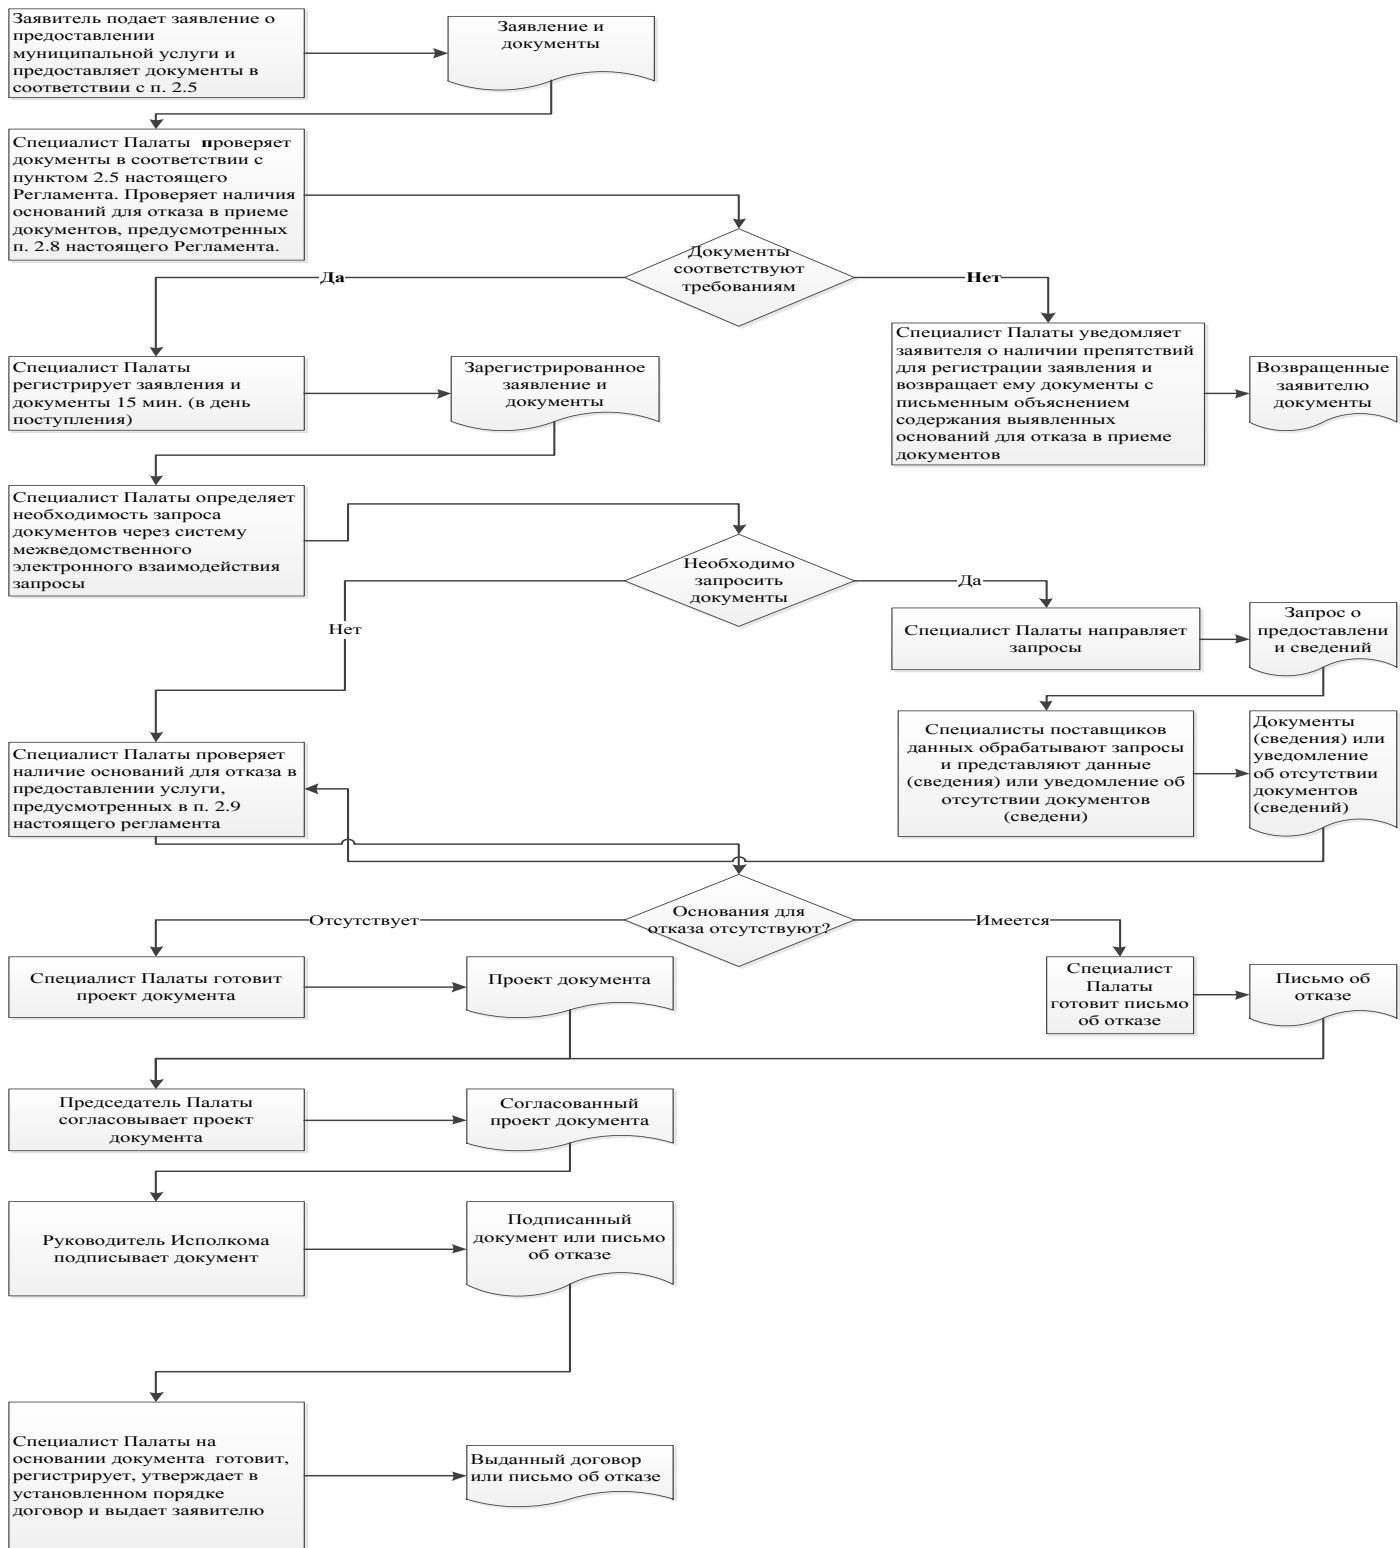 Заявитель подает заявление о
предоставлении
муниципальной услуги и
предоставляет документы в
соответствии с п. 2.5
Заявление и
документы
Специалист Палаты проверяет
документы в соответствии с
пунктом 2.5 настоящего
Регламента. Проверяет наличия
оснований для отказа в приеме
документов, предусмотренных
п. 2.8 настоящего Регламента.
Документы
соответствуют
требованиям
Да
Нет
Специалист Палаты
регистрирует заявления и
документы 15 мин. (в день
поступления)
Зарегистрированное
заявление и
документы
Специалист Палаты уведомляет
заявителя о наличии препятствий
для регистрации заявления и
возвращает ему документы с
письменным объяснением
содержания выявленных
оснований для отказа в приеме
документов
Возвращенные
заявителю
документы
Специалист Палаты определяет
необходимость запроса
документов через систему
межведомственного
электронного взаимодействия
запросы
Необходимо
запросить
документы
Да
Нет
Специалист Палаты направляет
запросы
Запрос о
предоставлени
и сведений
Специалисты поставщиков
данных обрабатывают запросы
и представляют данные
(сведения) или уведомление об
отсутствии документов
(сведени)
Документы
(сведения) или
уведомление
об отсутствии
документов
(сведений)
Специалист Палаты проверяет
наличие оснований для отказа в
предоставлении услуги,
предусмотренных в п. 2.9
настоящего регламента
Основания для
отказа отсутствуют?
Отсутствует
Имеется
Специалист Палаты готовит
проект документа
Проект документа
Специалист
Палаты
готовит письмо
об отказе
Письмо об
отказе
Председатель Палаты
согласовывает проект
документа
Согласованный
проект документа
Руководитель Исполкома
подписывает документ
Подписанный
документ или письмо
об отказе
Специалист Палаты на
основании документа готовит,
регистрирует, утверждает в
установленном порядке
договор и выдает заявителю
Выданный договор
или письмо об отказе